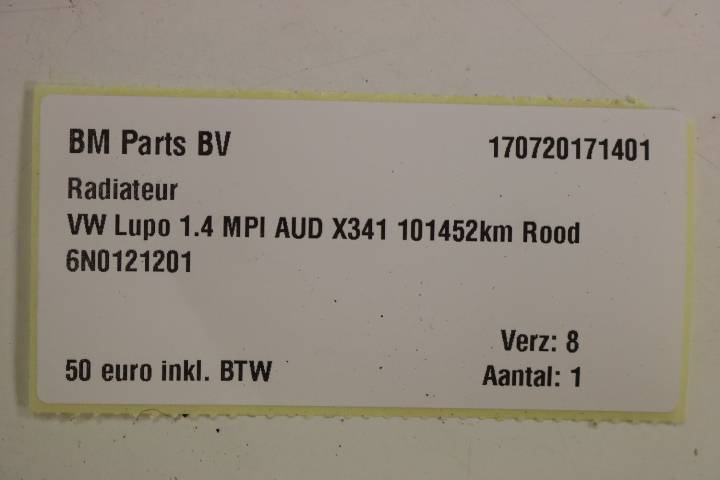 BM Parts BV 170720171401
Radiateur
VW Lupo 1.4 MPI AUD X341 101452km Rood
6N0121201
Verz: 8
50 euro inkl. BTW Aantal: 1